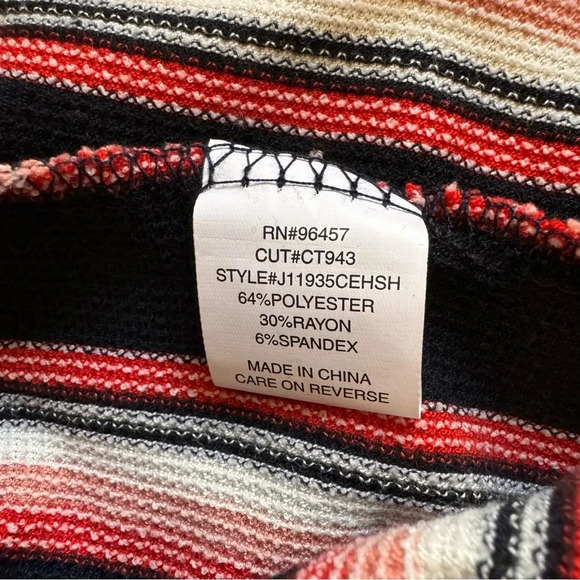 RN#96457
CUT#CT943
STYLE#J11935CEHSH
64%POLYESTER
30%RAYON
6%SPANDEX
MADE IN CHINA
CARE ON REVERSE